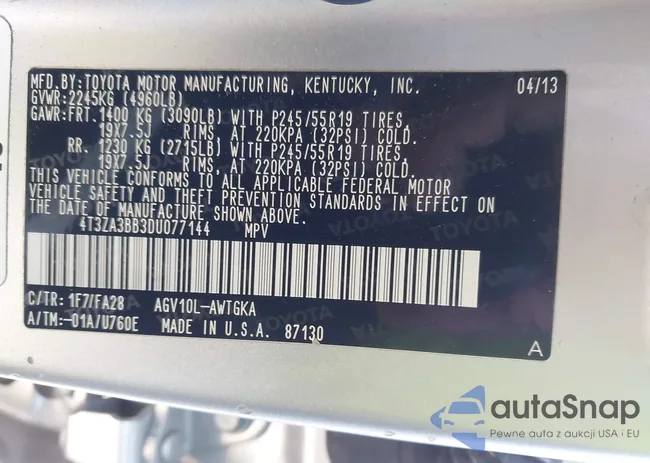 MFD.BY:TOYOTA MOTOR MANUFACTURING, KENTUCKY, INC. 04/13
GVWR:2245KG (4960LB)
GAWR:FRT.1400 KG (3090LB) WITH P245/55R19 TIRES,
19X7.5J RIMS, AT 220KPA (32PSI) COLD.
RR. 1230 KG (2715LB) WITH P245/55R19 TIRES,
19X7.5J RIMS, AT 220KPA (32PSI) COLD.
THIS VEHICLE CONFORMS TO ALL APPLICABLE FEDERAL MOTOR
VEHICLE SAFETY AND THEFT PREVENTION STANDARDS IN EFFECT ON
THE DATE OF MANUFACTURE SHOWN ABOVE.
4T3ZA3BB3DU077144 MPV
C/TR:1F7/FA28 AGV10L-AWTGKA
A/TM:-01A/U760E MADE IN U.S.A. 87130
A
autaSnap
Pewne auta z aukcji USA i EU